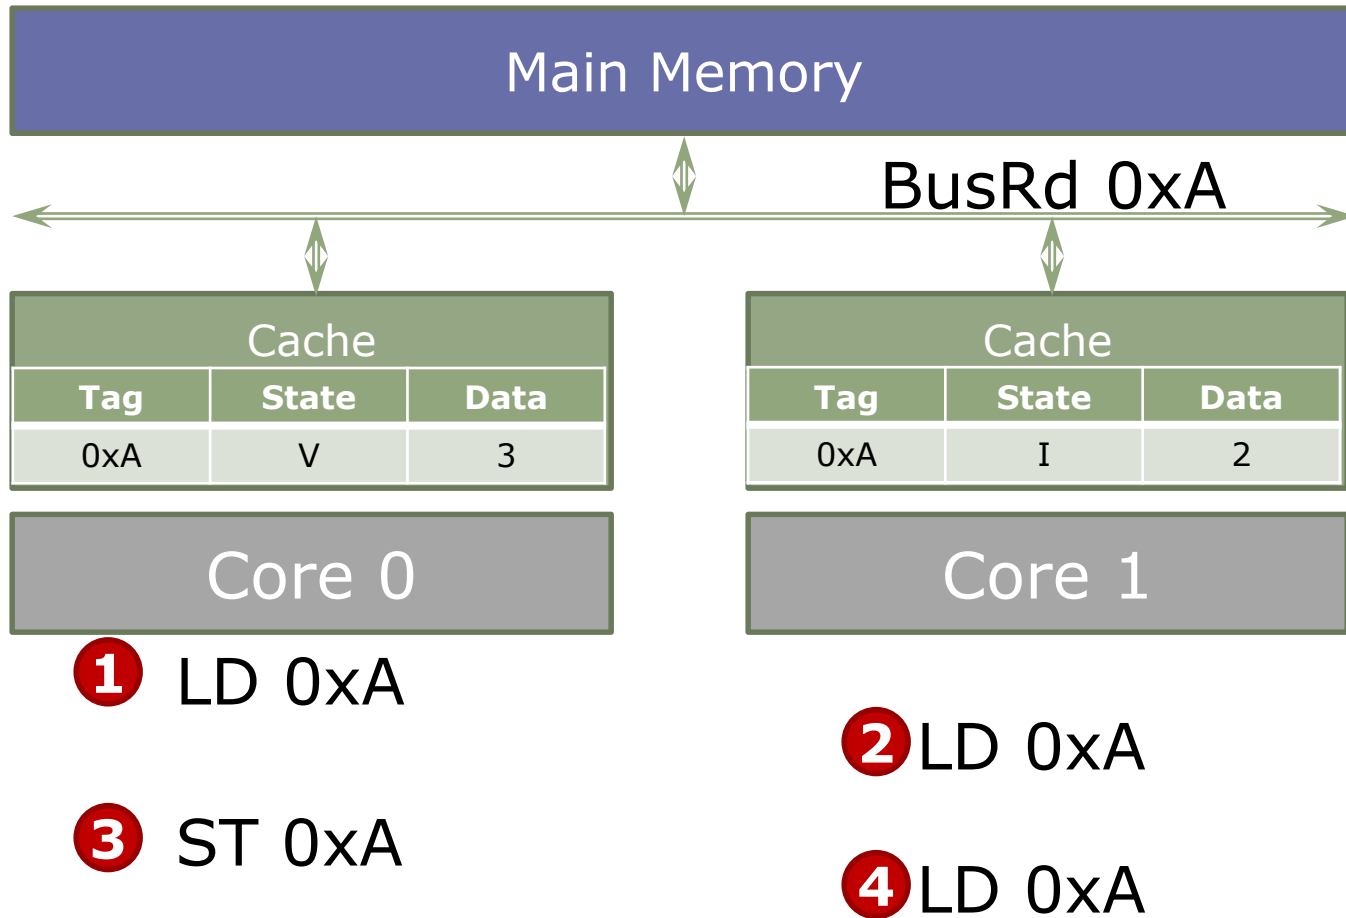 Main Memory
BusRd 0xA
Cache
Tag State Data
0xA V 3
Cache
Tag State Data
0xA I 2
Core 0
Core 1
1 LD 0xA
2 LD 0xA
3 ST 0xA
4 LD 0xA